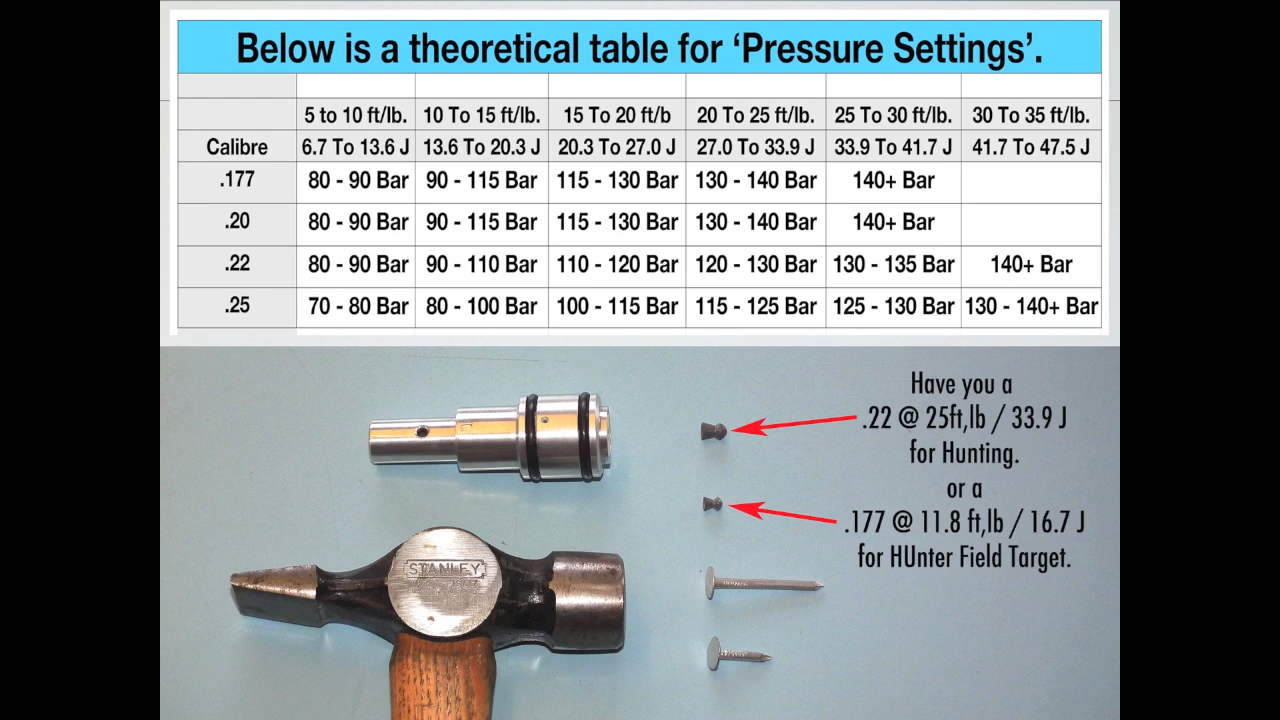 Below is a theoretical table for ‘Pressure Settings’.
5 to 10 ft/lb. 10 To 15 ft/lb. 15 To 20 ft/b 20 To 25 ft/lb. 25 To 30 ft/lb. 30 To 35 ft/lb.
Calibre 6.7 To 13.6 J 13.6 To 20.3 J 20.3 To 27.0 J 27.0 To 33.9 J 33.9 To 41.7 J 41.7 To 47.5 J
.177 80 - 90 Bar 90 - 115 Bar 115 - 130 Bar 130 - 140 Bar 140+ Bar
.20 80 - 90 Bar 90 - 115 Bar 115 - 130 Bar 130 - 140 Bar 140+ Bar
.22 80 - 90 Bar 90 - 110 Bar 110 - 120 Bar 120 - 130 Bar 130 - 135 Bar 140+ Bar
.25 70 - 80 Bar 80 - 100 Bar 100 - 115 Bar 115 - 125 Bar 125 - 130 Bar 130 - 140+ Bar
Have you a
.22 @ 25ft,lb / 33.9 J
for Hunting.
or a
.177 @ 11.8 ft,lb / 16.7 J
for HUnter Field Target.
STANLEY